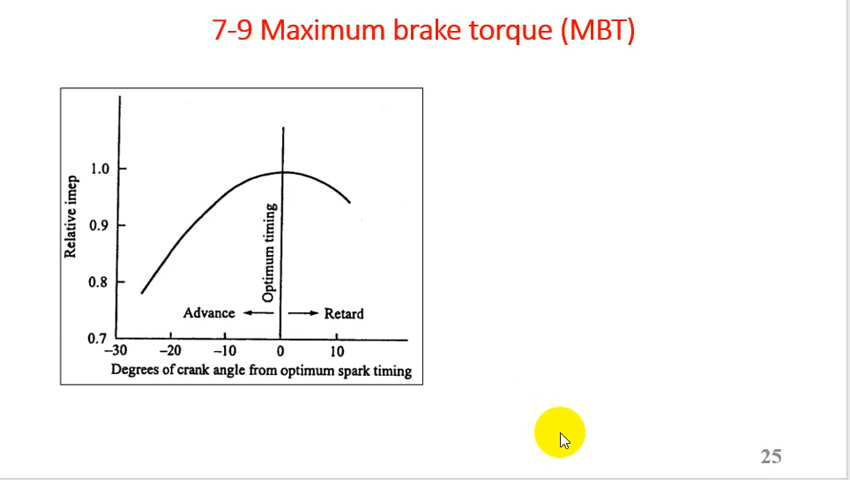 7-9 Maximum brake torque (MBT)
Relative imep
1.0
0.9
0.8
0.7
Optimum timing
Advance
Retard
-30 -20 -10 0 10
Degrees of crank angle from optimum spark timing
25